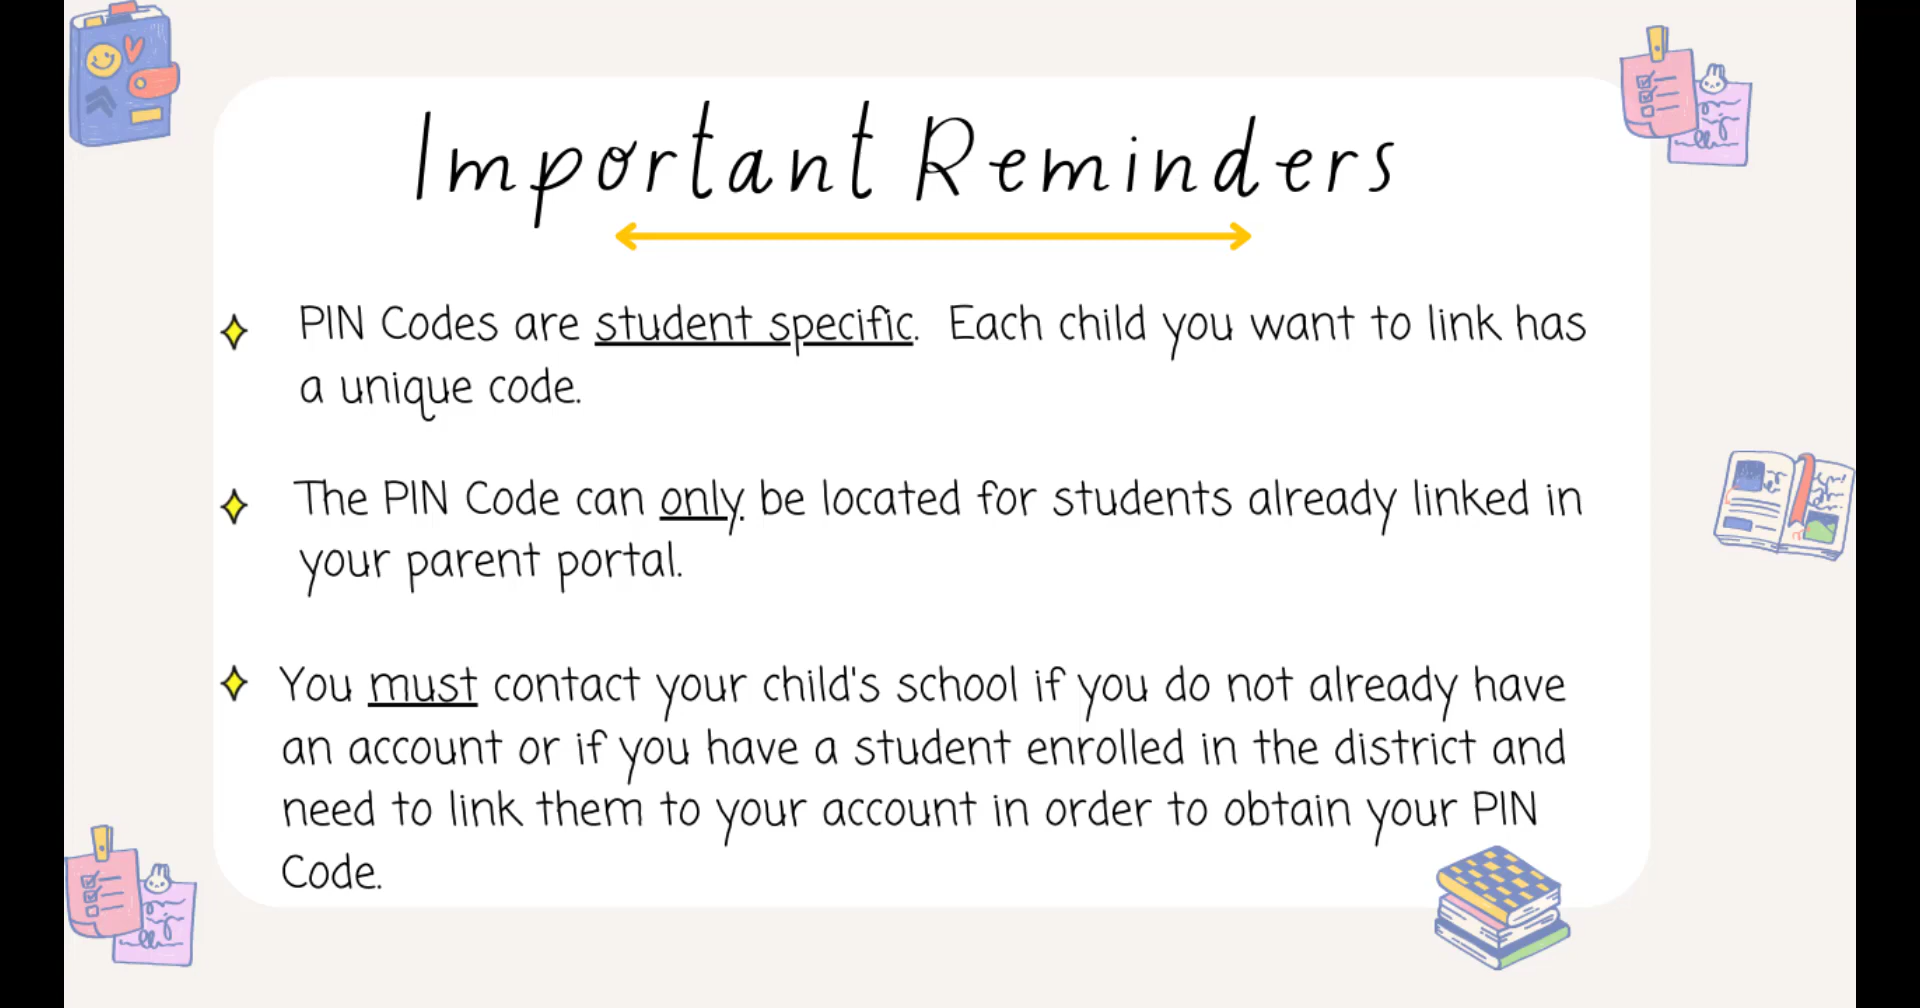 Important Reminders
PIN Codes are student specific. Each child you want to link has
a unique code.
The PIN Code can only be located for students already linked in
your parent portal.
You must contact your child's school if you do not already have
an account or if you have a student enrolled in the district and
need to link them to your account in order to obtain your PIN
Code.